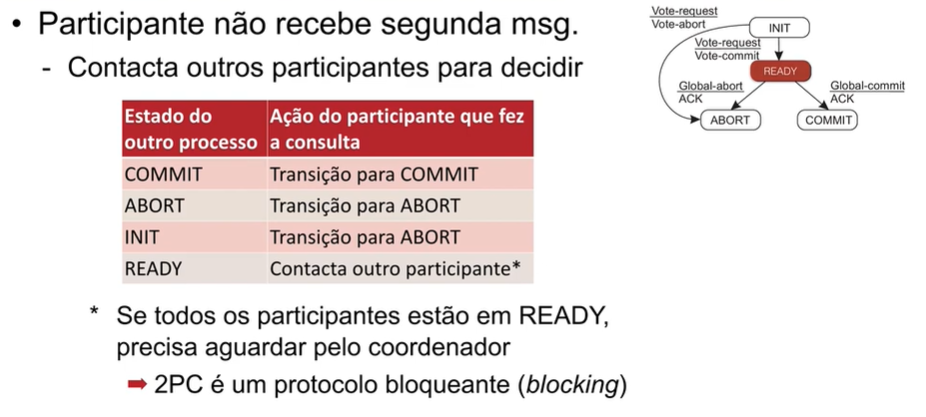 • Participante não recebe segunda msg.
- Contacta outros participantes para decidir
Estado do outro processo | Ação do participante que fez a consulta
COMMIT | Transição para COMMIT
ABORT | Transição para ABORT
INIT | Transição para ABORT
READY | Contacta outro participante*
* Se todos os participantes estão em READY,
precisa aguardar pelo coordenador
➡ 2PC é um protocolo bloqueante (blocking)
Vote-request
Vote-abort
INIT
Vote-request
Vote-commit
READY
Global-abort
ACK
Global-commit
ACK
ABORT
COMMIT